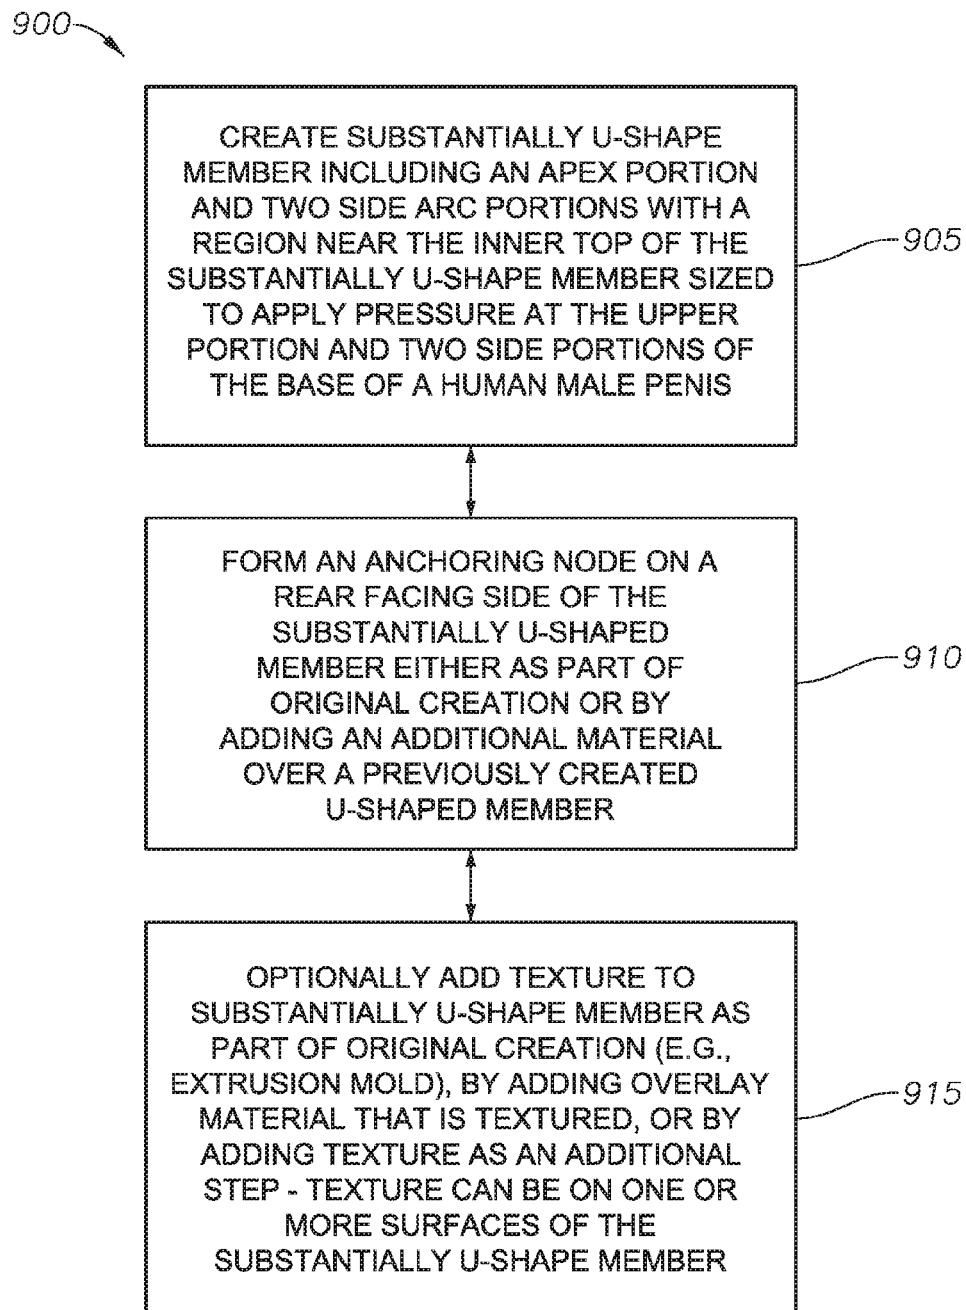 900
CREATE SUBSTANTIALLY U-SHAPE
MEMBER INCLUDING AN APEX PORTION
AND TWO SIDE ARC PORTIONS WITH A
REGION NEAR THE INNER TOP OF THE
SUBSTANTIALLY U-SHAPE MEMBER SIZED
TO APPLY PRESSURE AT THE UPPER
PORTION AND TWO SIDE PORTIONS OF
THE BASE OF A HUMAN MALE PENIS
905
FORM AN ANCHORING NODE ON A
REAR FACING SIDE OF THE
SUBSTANTIALLY U-SHAPED
MEMBER EITHER AS PART OF
ORIGINAL CREATION OR BY
ADDING AN ADDITIONAL MATERIAL
OVER A PREVIOUSLY CREATED
U-SHAPED MEMBER
910
OPTIONALLY ADD TEXTURE TO
SUBSTANTIALLY U-SHAPE MEMBER AS
PART OF ORIGINAL CREATION (E.G.,
EXTRUSION MOLD), BY ADDING OVERLAY
MATERIAL THAT IS TEXTURED, OR BY
ADDING TEXTURE AS AN ADDITIONAL
STEP - TEXTURE CAN BE ON ONE OR
MORE SURFACES OF THE
SUBSTANTIALLY U-SHAPE MEMBER
915